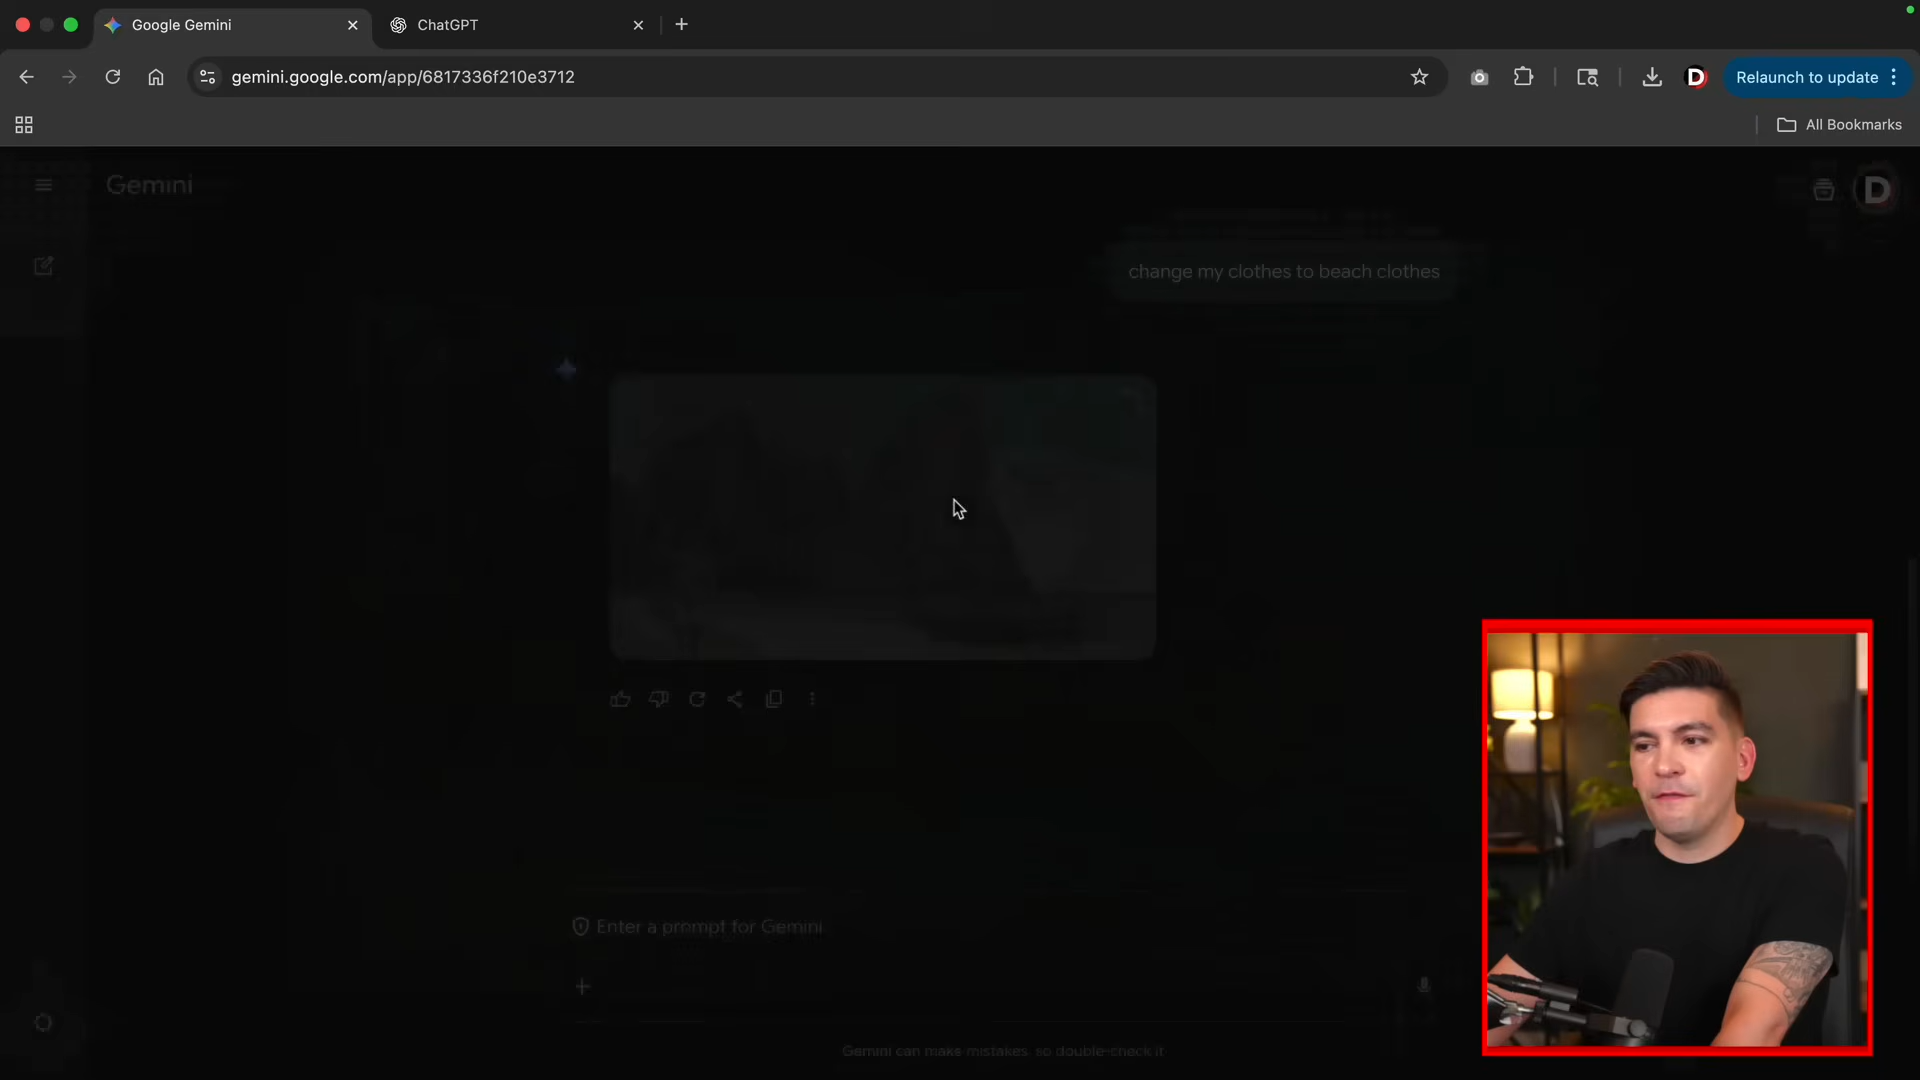 Google Gemini
ChatGPT
gemini.google.com/app/6817336f210e3712
D
Relaunch to update
All Bookmarks
Gemini
D
change my clothes to beach clothes
Enter a prompt for Gemini
Gemini can make mistakes, so double-check it